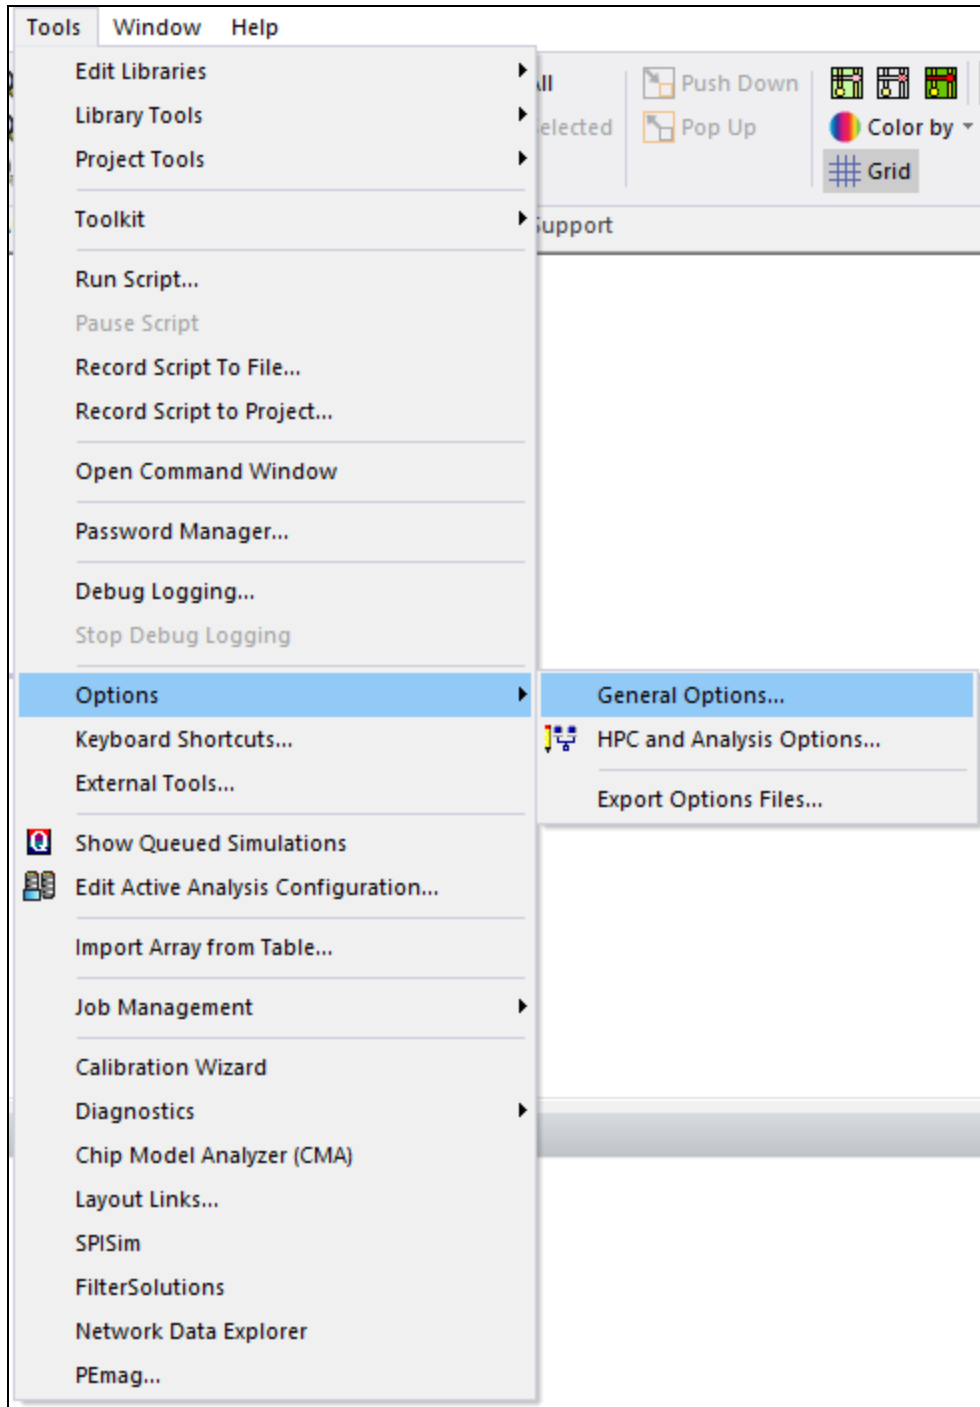 Tools Window Help
Edit Libraries
Library Tools
Project Tools
Toolkit
Run Script...
Pause Script
Record Script To File...
Record Script to Project...
Open Command Window
Password Manager...
Debug Logging...
Stop Debug Logging
Options
Keyboard Shortcuts...
External Tools...
Show Queued Simulations
Edit Active Analysis Configuration...
Import Array from Table...
Job Management
Calibration Wizard
Diagnostics
Chip Model Analyzer (CMA)
Layout Links...
SPISim
FilterSolutions
Network Data Explorer
PEmag...
General Options...
HPC and Analysis Options...
Export Options Files...
Push Down
Pop Up
Color by
Grid